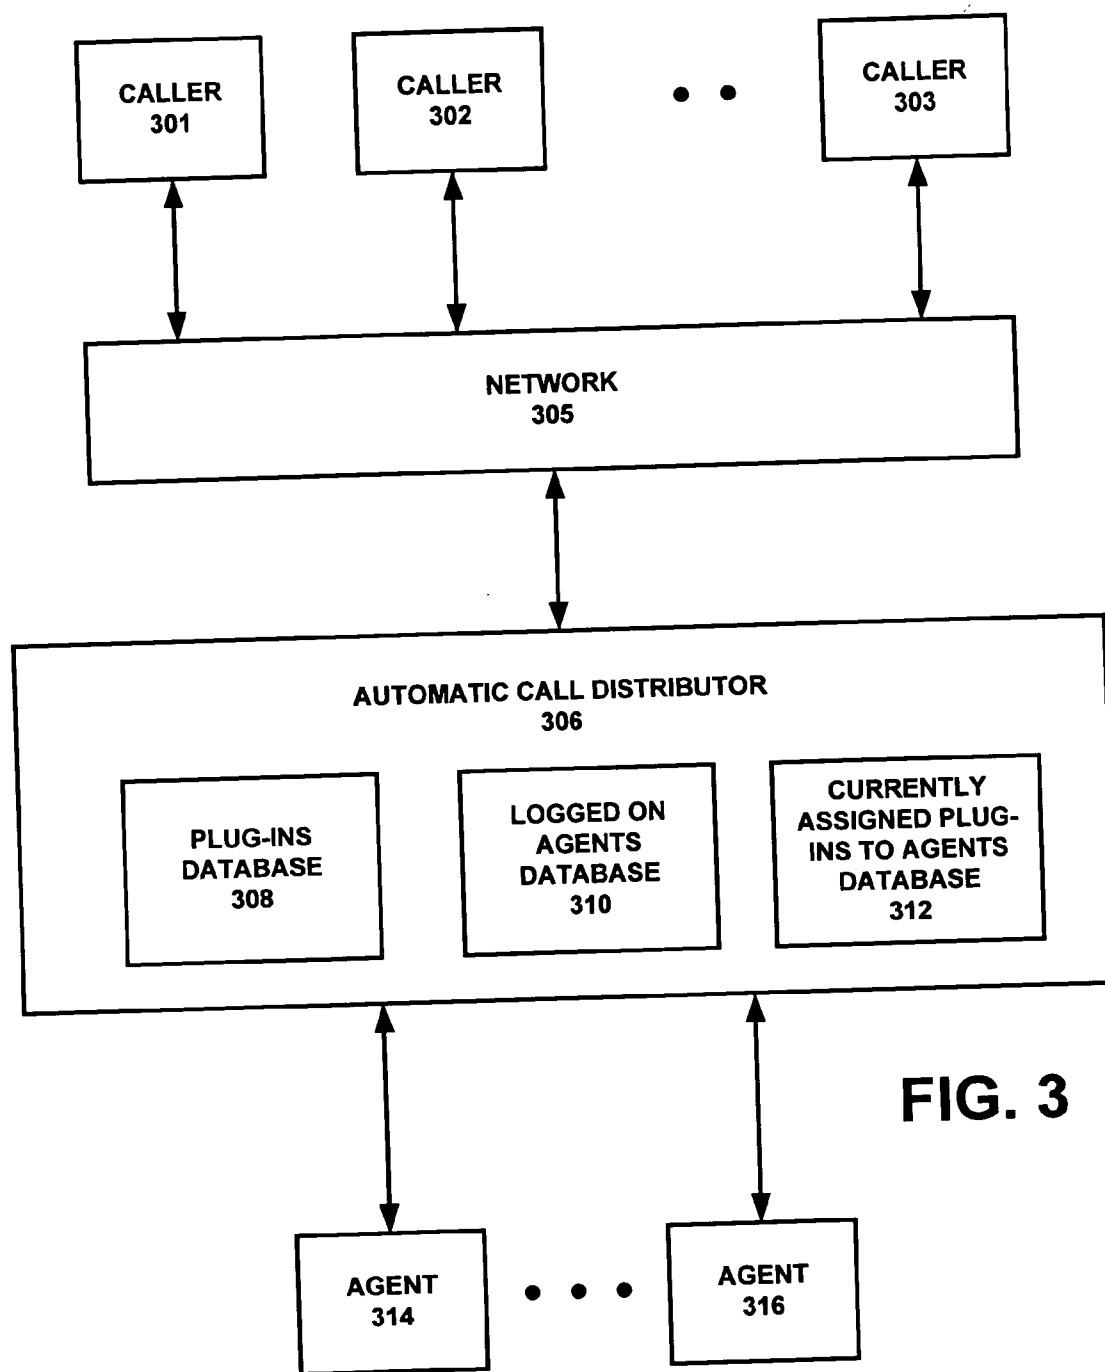 CALLER
301
CALLER
302
CALLER
303
NETWORK
305
AUTOMATIC CALL DISTRIBUTOR
306
PLUG-INS
DATABASE
308
LOGGED ON
AGENTS
DATABASE
310
CURRENTLY
ASSIGNED PLUG-
INS TO AGENTS
DATABASE
312
FIG. 3
AGENT
314
AGENT
316